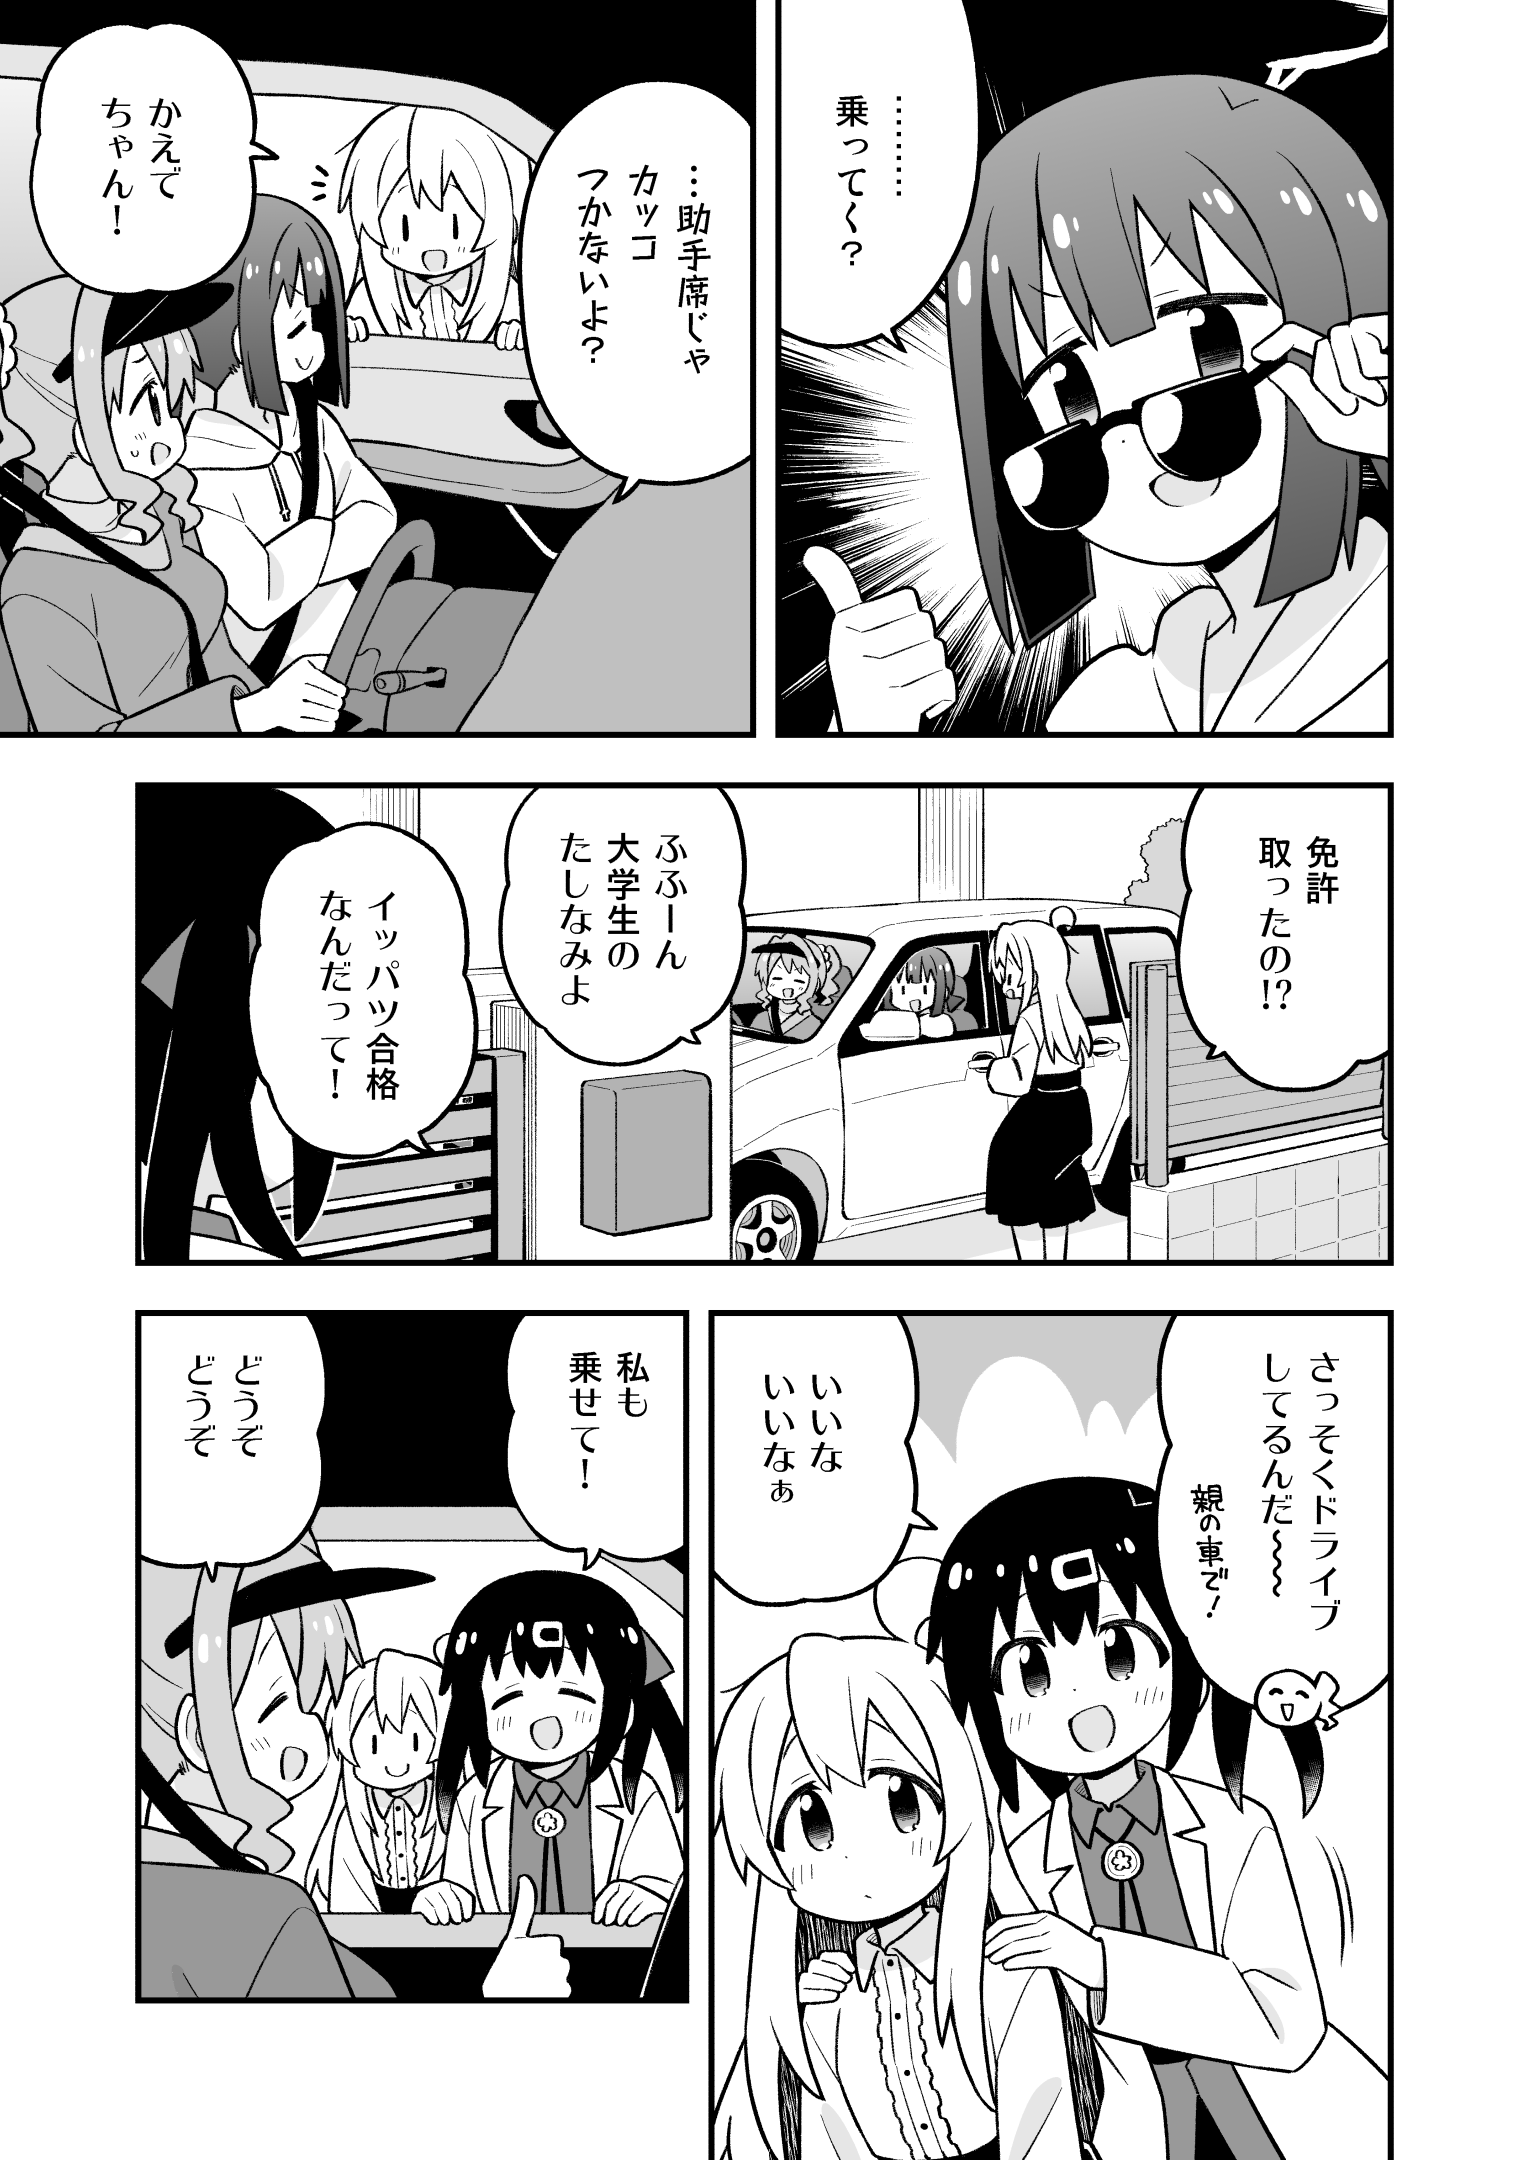 ………
乗って～?
…助手席じゃ
カッコ
つかないよ?
かえで
ちゃん!
免許
取ったの!?
ふふーん
大学生の
たしなみよ
イッパツ合格
なんだって!
さっそくドライブ
してるんだ～～～
親の車で!
いいな
いいなぁ
私も
乗せて!
どうぞ
どうぞ